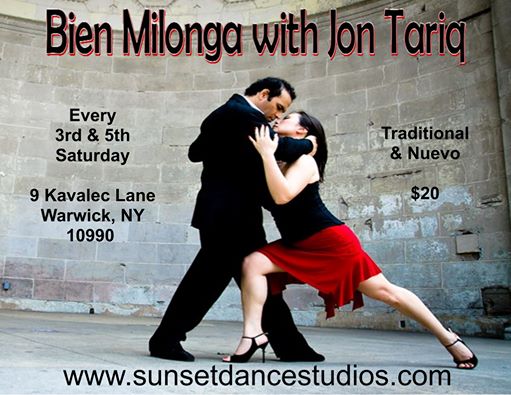 Bien Milonga with Jon Tariq
Every
3rd & 5th
Saturday
9 Kavalec Lane
Warwick, NY
10990
Traditional
& Nuevo
$20
www.sunsetdancestudios.com